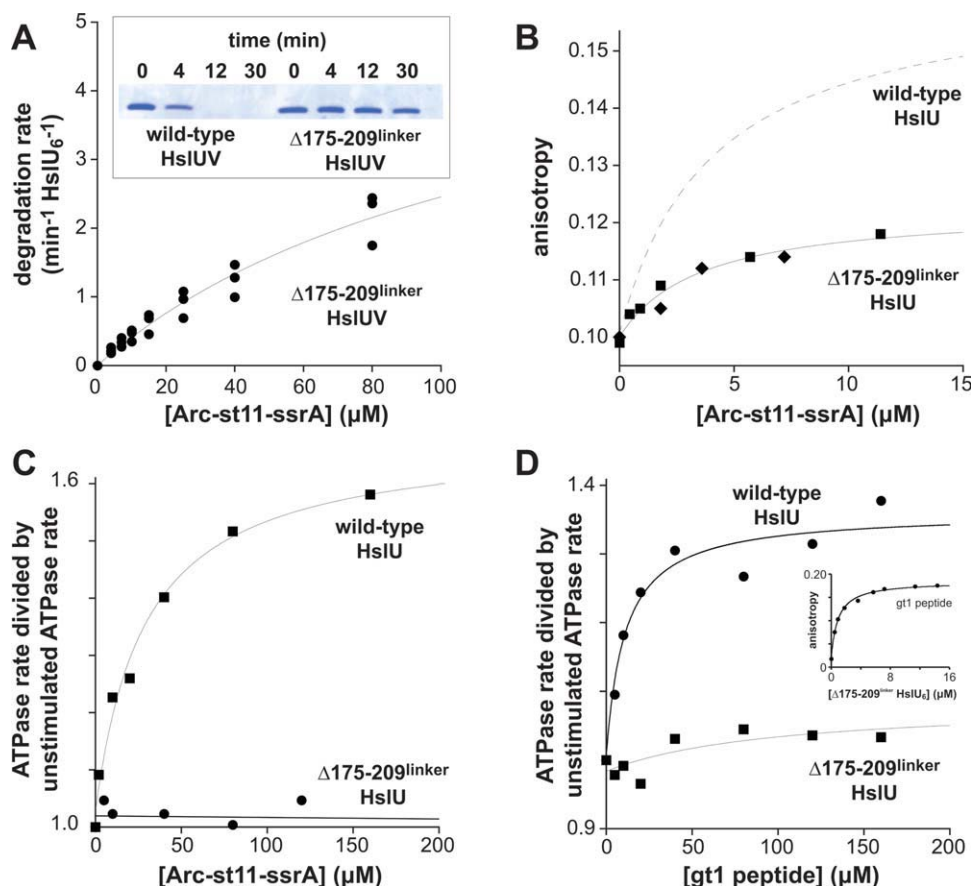 A
time (min)
0 4 12 30 0 4 12 30
wild-type
HslUV
Δ175-209linker
HslUV
degradation rate
(min-1 HslU6-1)
5
4
3
2
1
0
Δ175-209linker
HslUV
0 20 40 60 80 100
[Arc-st11-ssrA] (µM)
B
anisotropy
0.15
0.14
0.13
0.12
0.11
0.10
wild-type
HslU
Δ175-209linker
HslU
0 5 10 15
[Arc-st11-ssrA] (µM)
C
ATPase rate divided by
unstimulated ATPase rate
1.6
1.0
wild-type
HslU
Δ175-209linker
HslU
0 50 100 150 200
[Arc-st11-ssrA] (µM)
D
ATPase rate divided by
unstimulated ATPase rate
1.4
0.9
wild-type
HslU
anisotropy
0.20
0
gt1 peptide
0 8 16
[Δ175-209linker HslU6] (µM)
Δ175-209linker
HslU
0 50 100 150 200
[gt1 peptide] (µM)